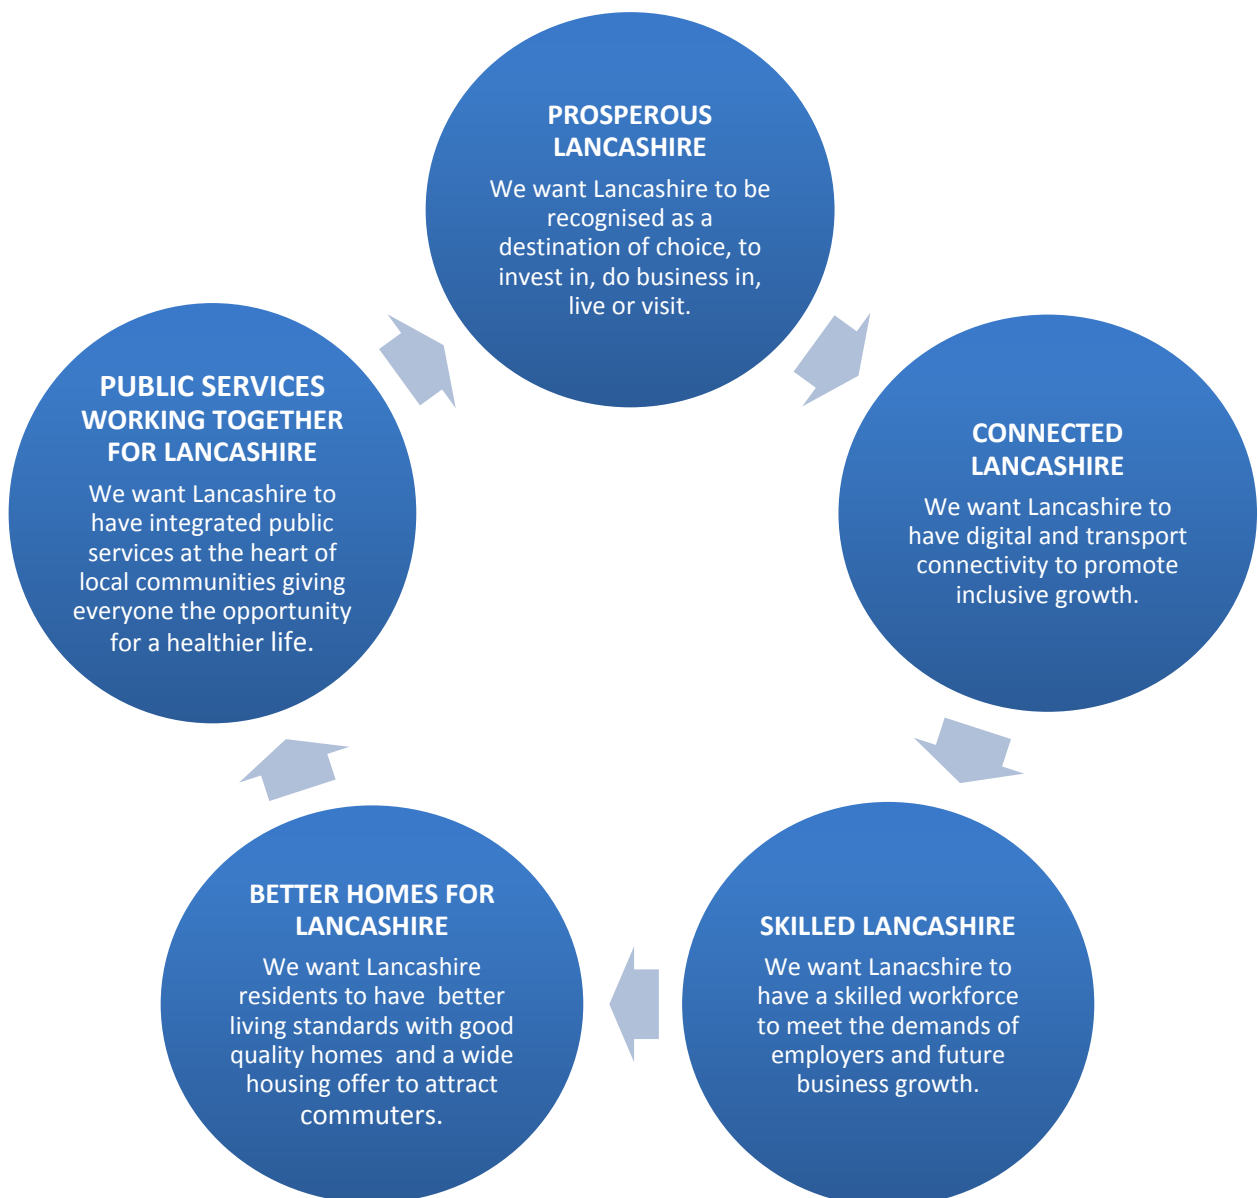 PROSPEROUS
LANCASHIRE
We want Lancashire to be
recognised as a
destination of choice, to
invest in, do business in,
live or visit.
CONNECTED
LANCASHIRE
We want Lancashire to
have digital and transport
connectivity to promote
inclusive growth.
SKILLED LANCASHIRE
We want Lanacshire to
have a skilled workforce
to meet the demands of
employers and future
business growth.
BETTER HOMES FOR
LANCASHIRE
We want Lancashire
residents to have better
living standards with good
quality homes and a wide
housing offer to attract
commuters.
PUBLIC SERVICES
WORKING TOGETHER
FOR LANCASHIRE
We want Lancashire to
have integrated public
services at the heart of
local communities giving
everyone the opportunity
for a healthier life.